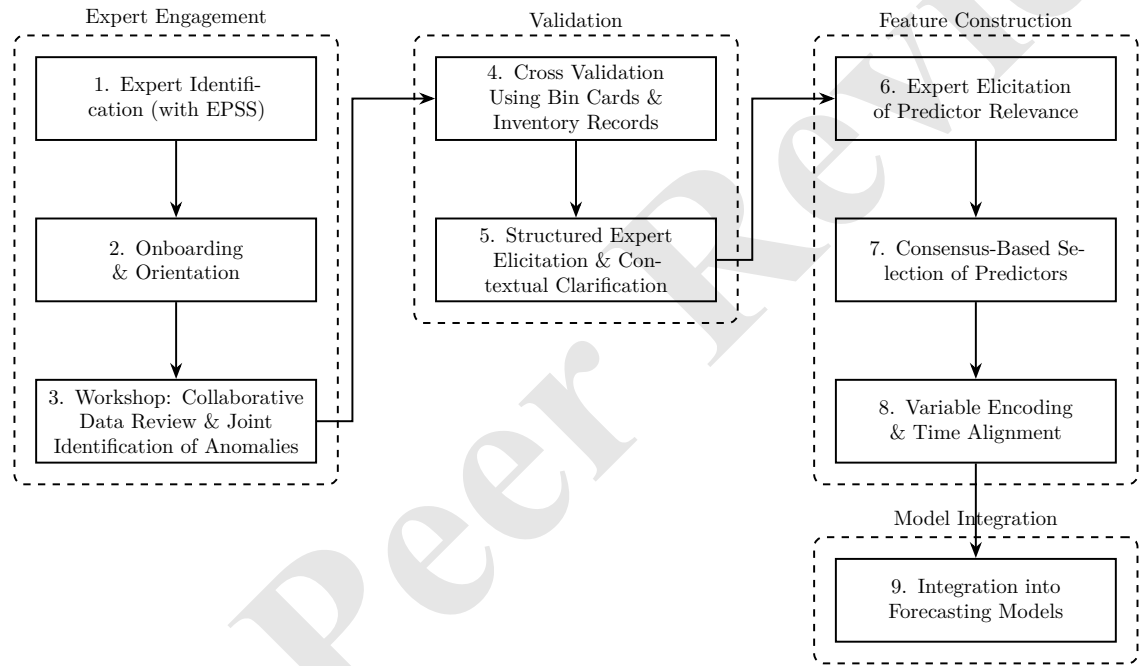 Expert Engagement
1. Expert Identifi-
cation (with EPSS)
2. Onboarding
& Orientation
3. Workshop: Collaborative
Data Review & Joint
Identification of Anomalies
Validation
4. Cross Validation
Using Bin Cards &
Inventory Records
5. Structured Expert
Elicitation & Con-
textual Clarification
Feature Construction
6. Expert Elicitation
of Predictor Relevance
7. Consensus-Based Se-
lection of Predictors
8. Variable Encoding
& Time Alignment
Model Integration
9. Integration into
Forecasting Models
Peer Revi